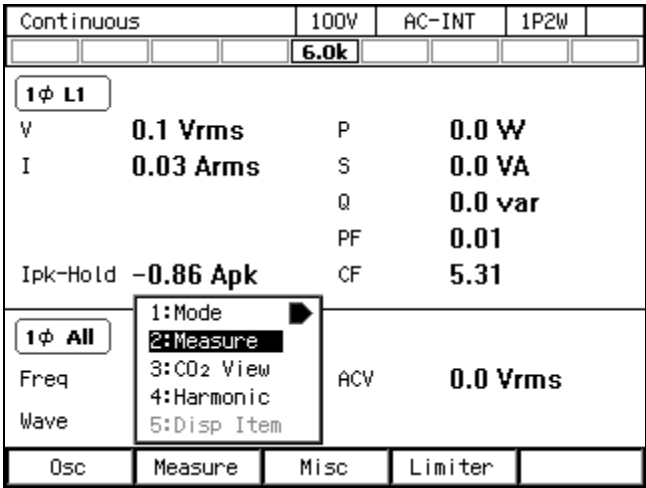 Continuous 100V AC-INT 1P2W
6.0k
1ϕ L1
V 0.1 Vrms P 0.0 W
I 0.03 Arms S 0.0 VA
Q 0.0 var
PF 0.01
Ipk-Hold -0.86 Apk CF 5.31
1ϕ All
1:Mode
2:Measure
3:CO₂ View
4:Harmonic
5:Disp Item
Freq ACV 0.0 Vrms
Wave
Osc Measure Misc Limiter